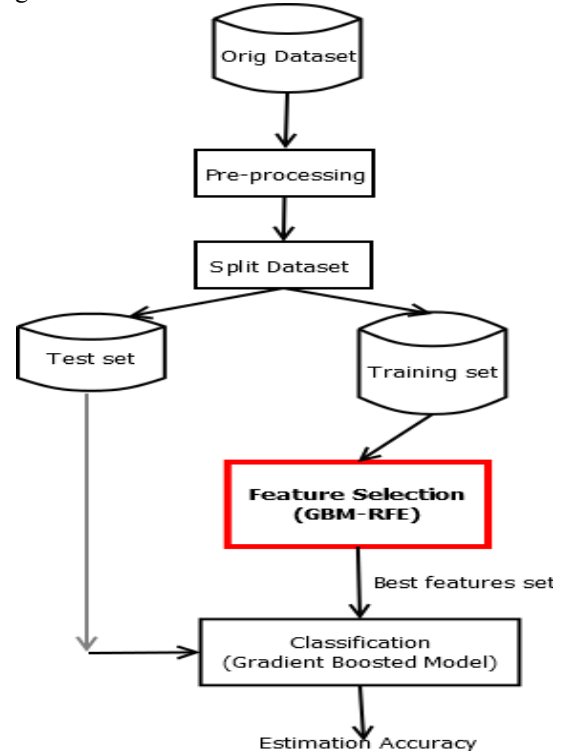 Orig Dataset
Pre-processing
Split Dataset
Test set
Training set
Feature Selection
(GBM-RFE)
Best features set
Classification
(Gradient Boosted Model)
Estimation Accuracy